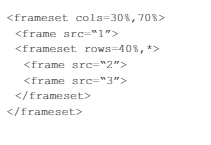 <frameset cols=30%,70%>
<frame src=“1”>
<frameset rows=40%,*>
<frame src=“2”>
<frame src=“3”>
</frameset>
</frameset>